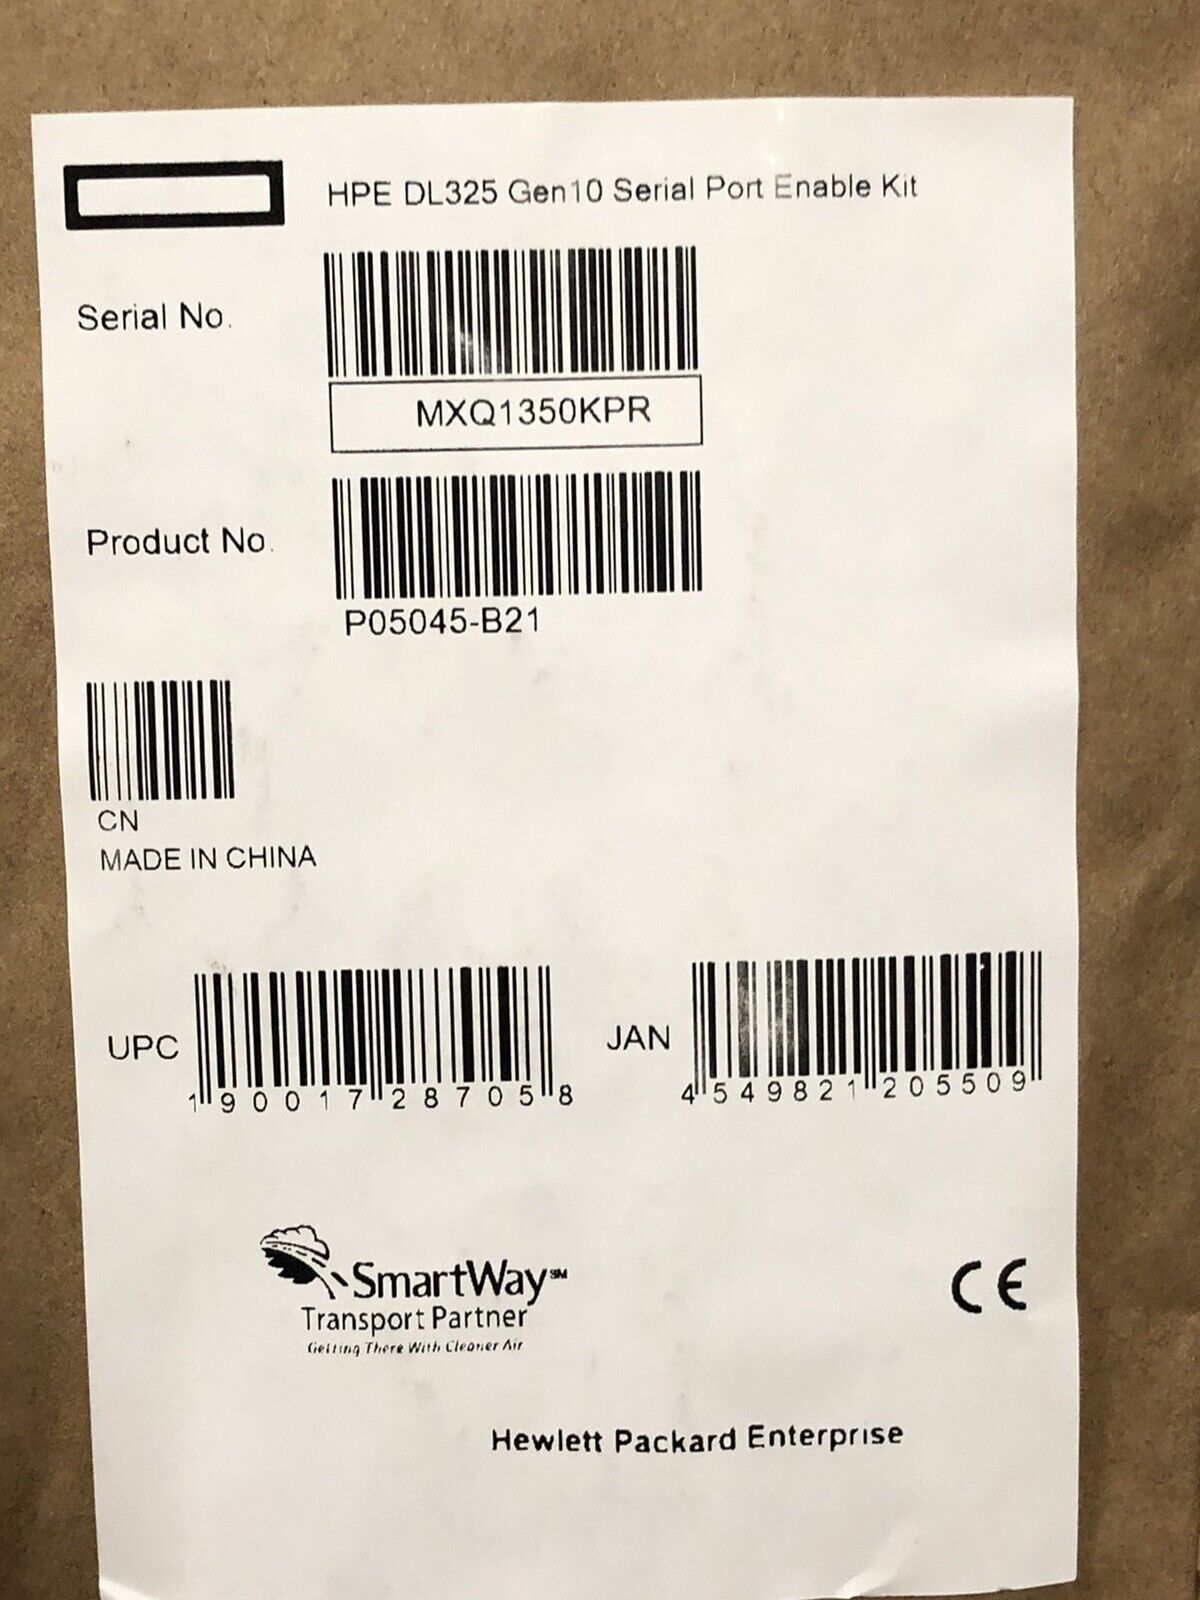 HPE DL325 Gen10 Serial Port Enable Kit
Serial No.
MXQ1350KPR
Product No.
P05045-B21
CN
MADE IN CHINA
UPC
1 90017 28705 8
JAN
4 549821 205509
SmartWay℠
Transport Partner
Getting There With Cleaner Air
CE
Hewlett Packard Enterprise